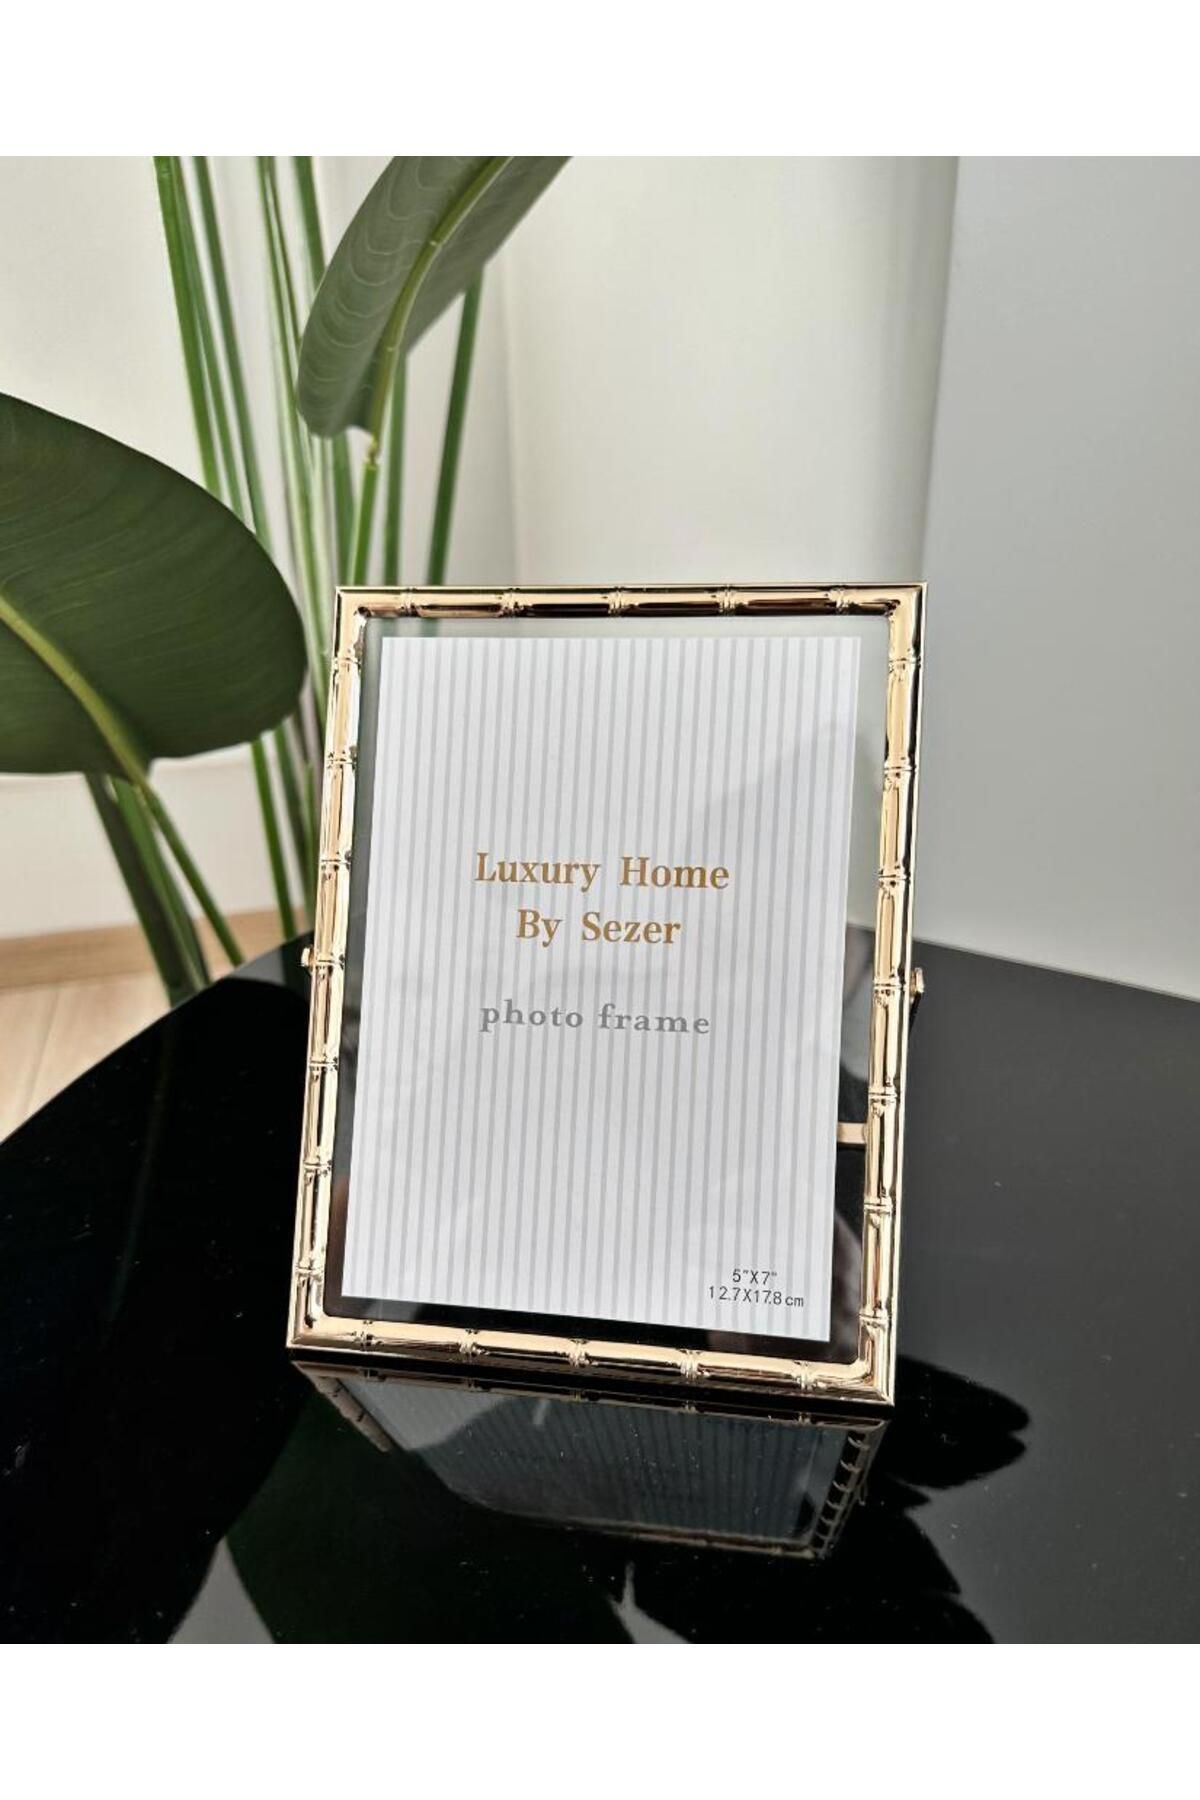 Luxury Home
By Sezer
photo frame
5"X7"
12.7X17.8cm